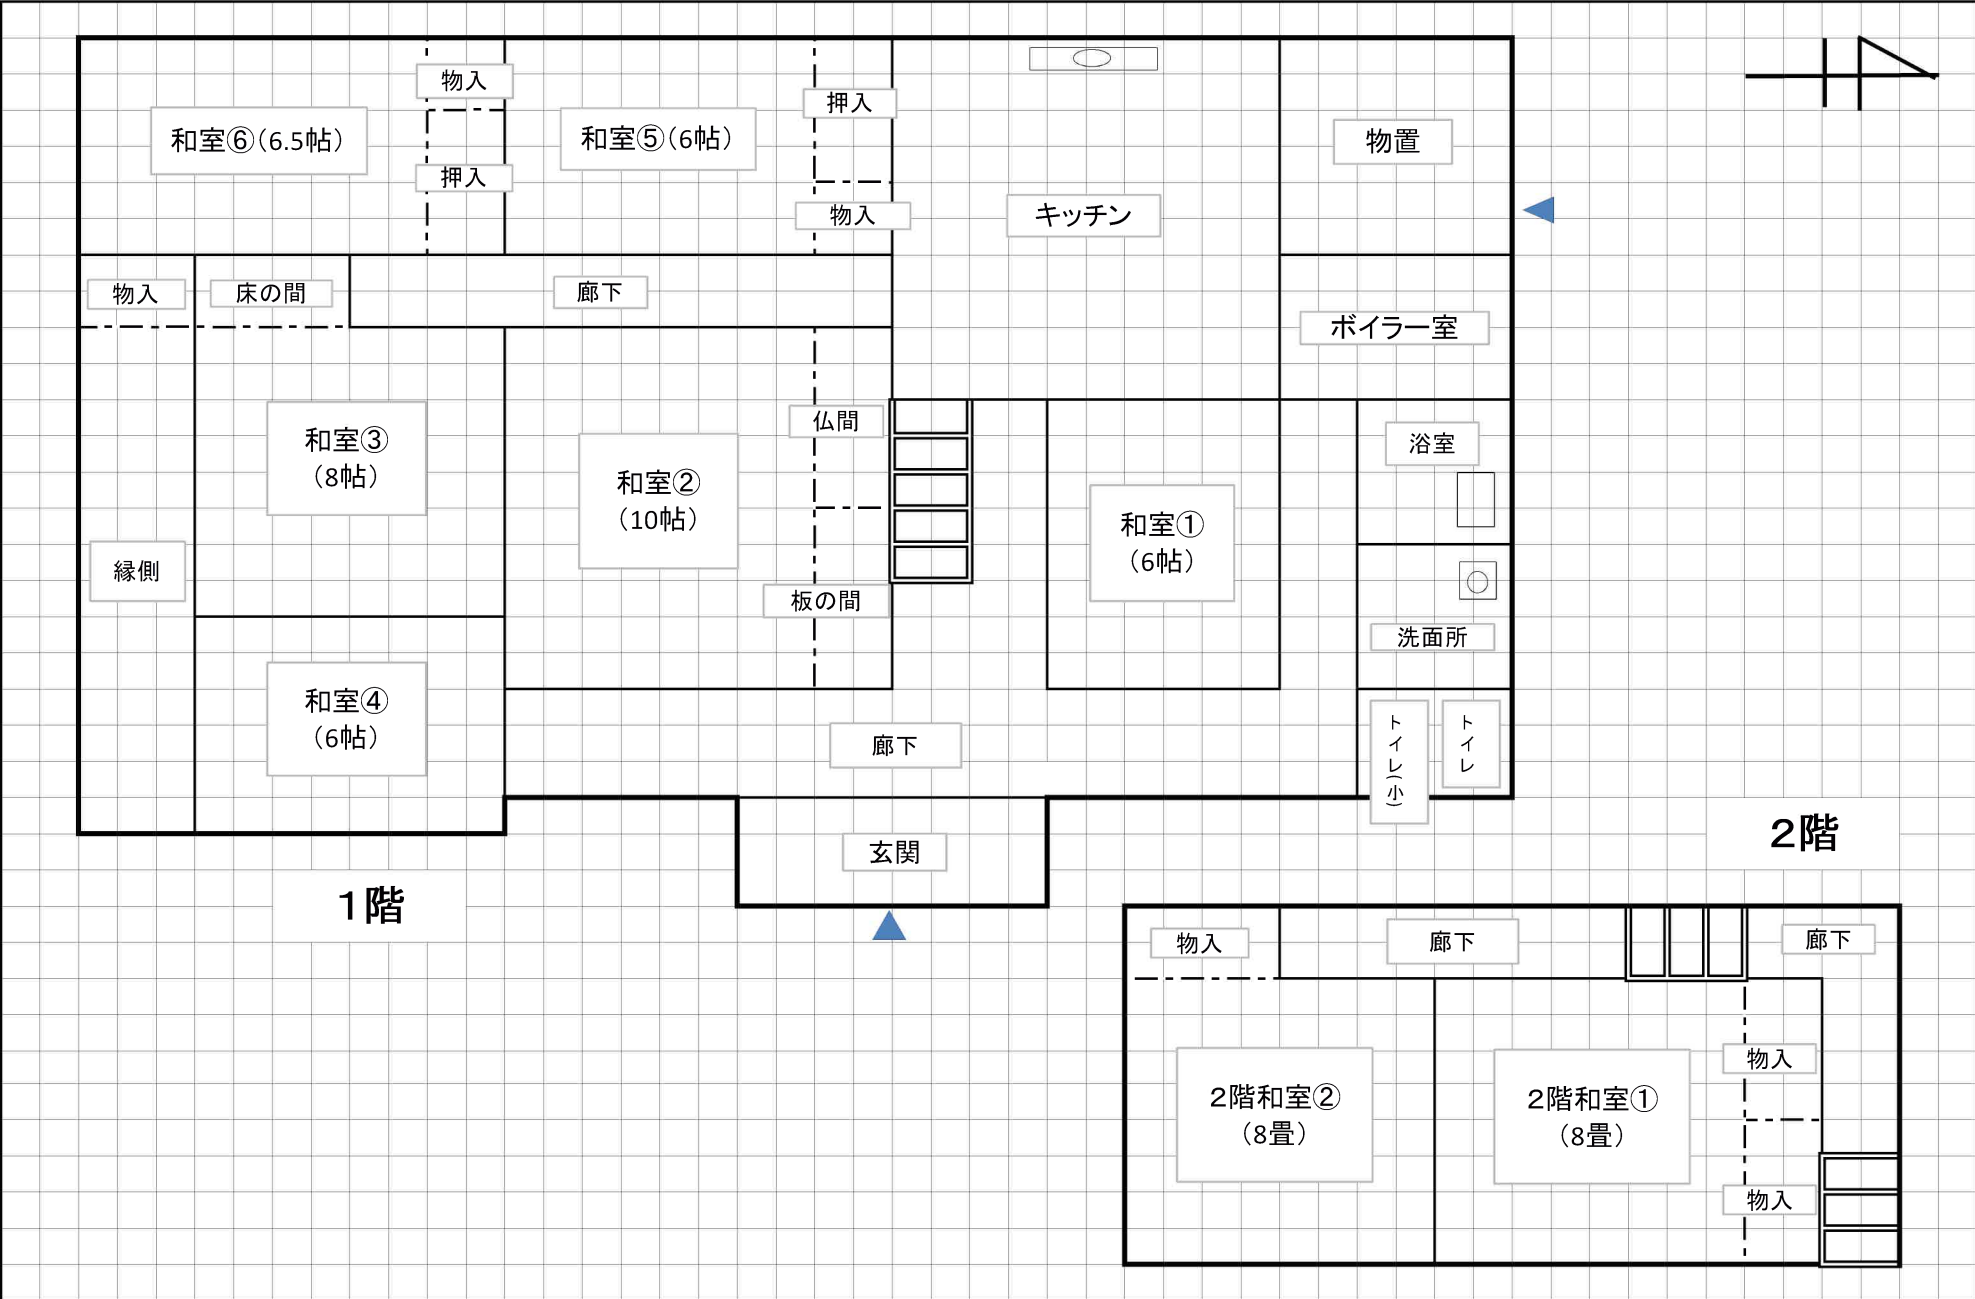 物入
押入
和室⑥(6.5帖)
和室⑤(6帖)
押入
物入
キッチン
物置
物入
床の間
廊下
ボイラー室
和室③
(8帖)
仏間
和室②
(10帖)
和室①
(6帖)
浴室
縁側
板の間
洗面所
和室④
(6帖)
廊下
トイレ(小)
トイレ
玄関
1階
2階
物入
廊下
廊下
物入
2階和室②
(8畳)
2階和室①
(8畳)
物入